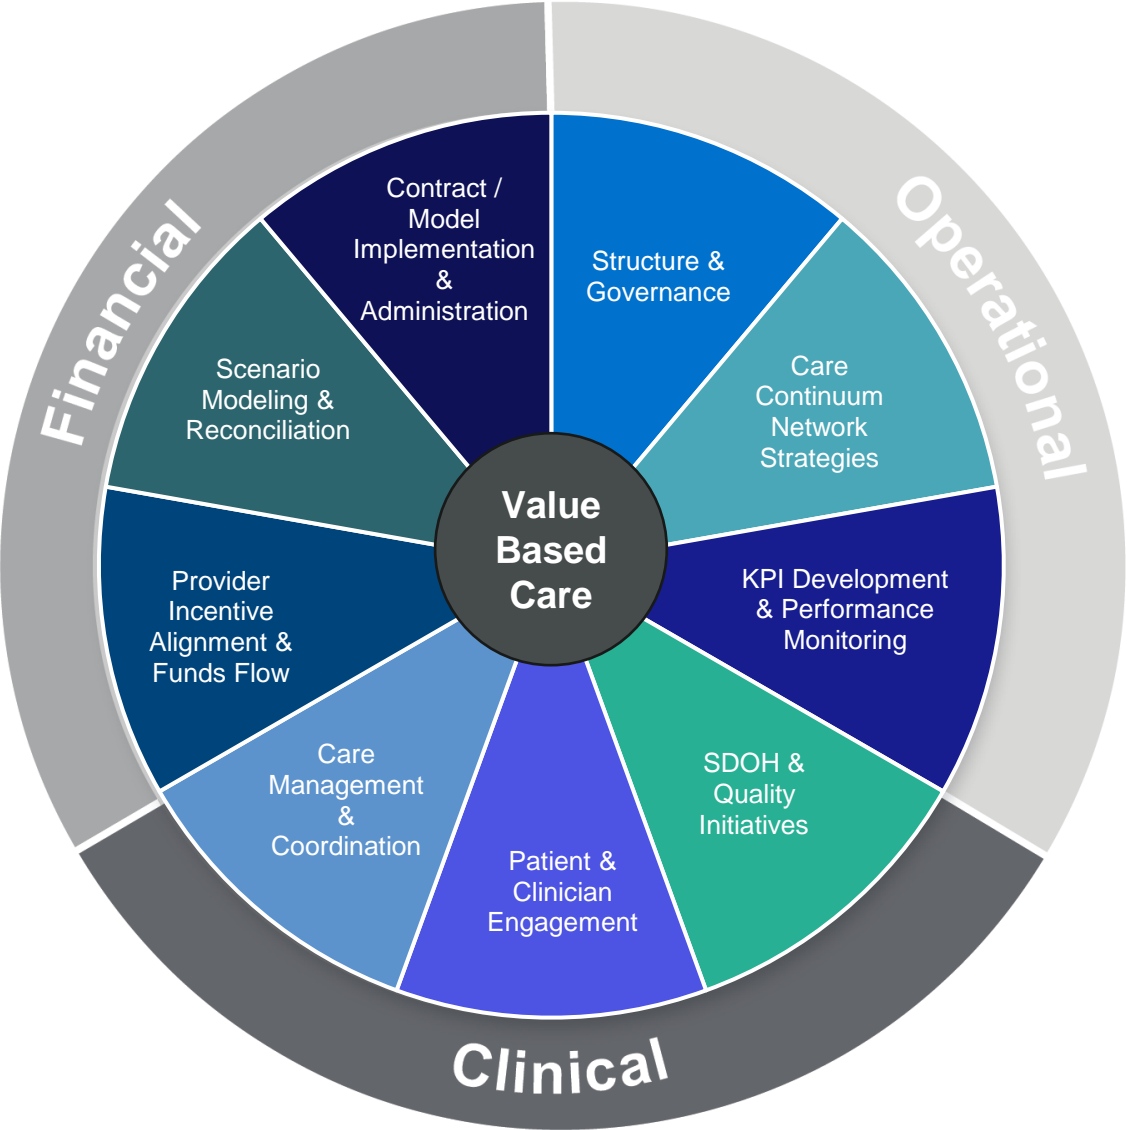 Financial
Operational
Clinical
Contract /
Model
Implementation
&
Administration
Structure &
Governance
Care
Continuum
Network
Strategies
KPI Development
& Performance
Monitoring
SDOH &
Quality
Initiatives
Patient &
Clinician
Engagement
Care
Management
&
Coordination
Provider
Incentive
Alignment &
Funds Flow
Scenario
Modeling &
Reconciliation
Value
Based
Care